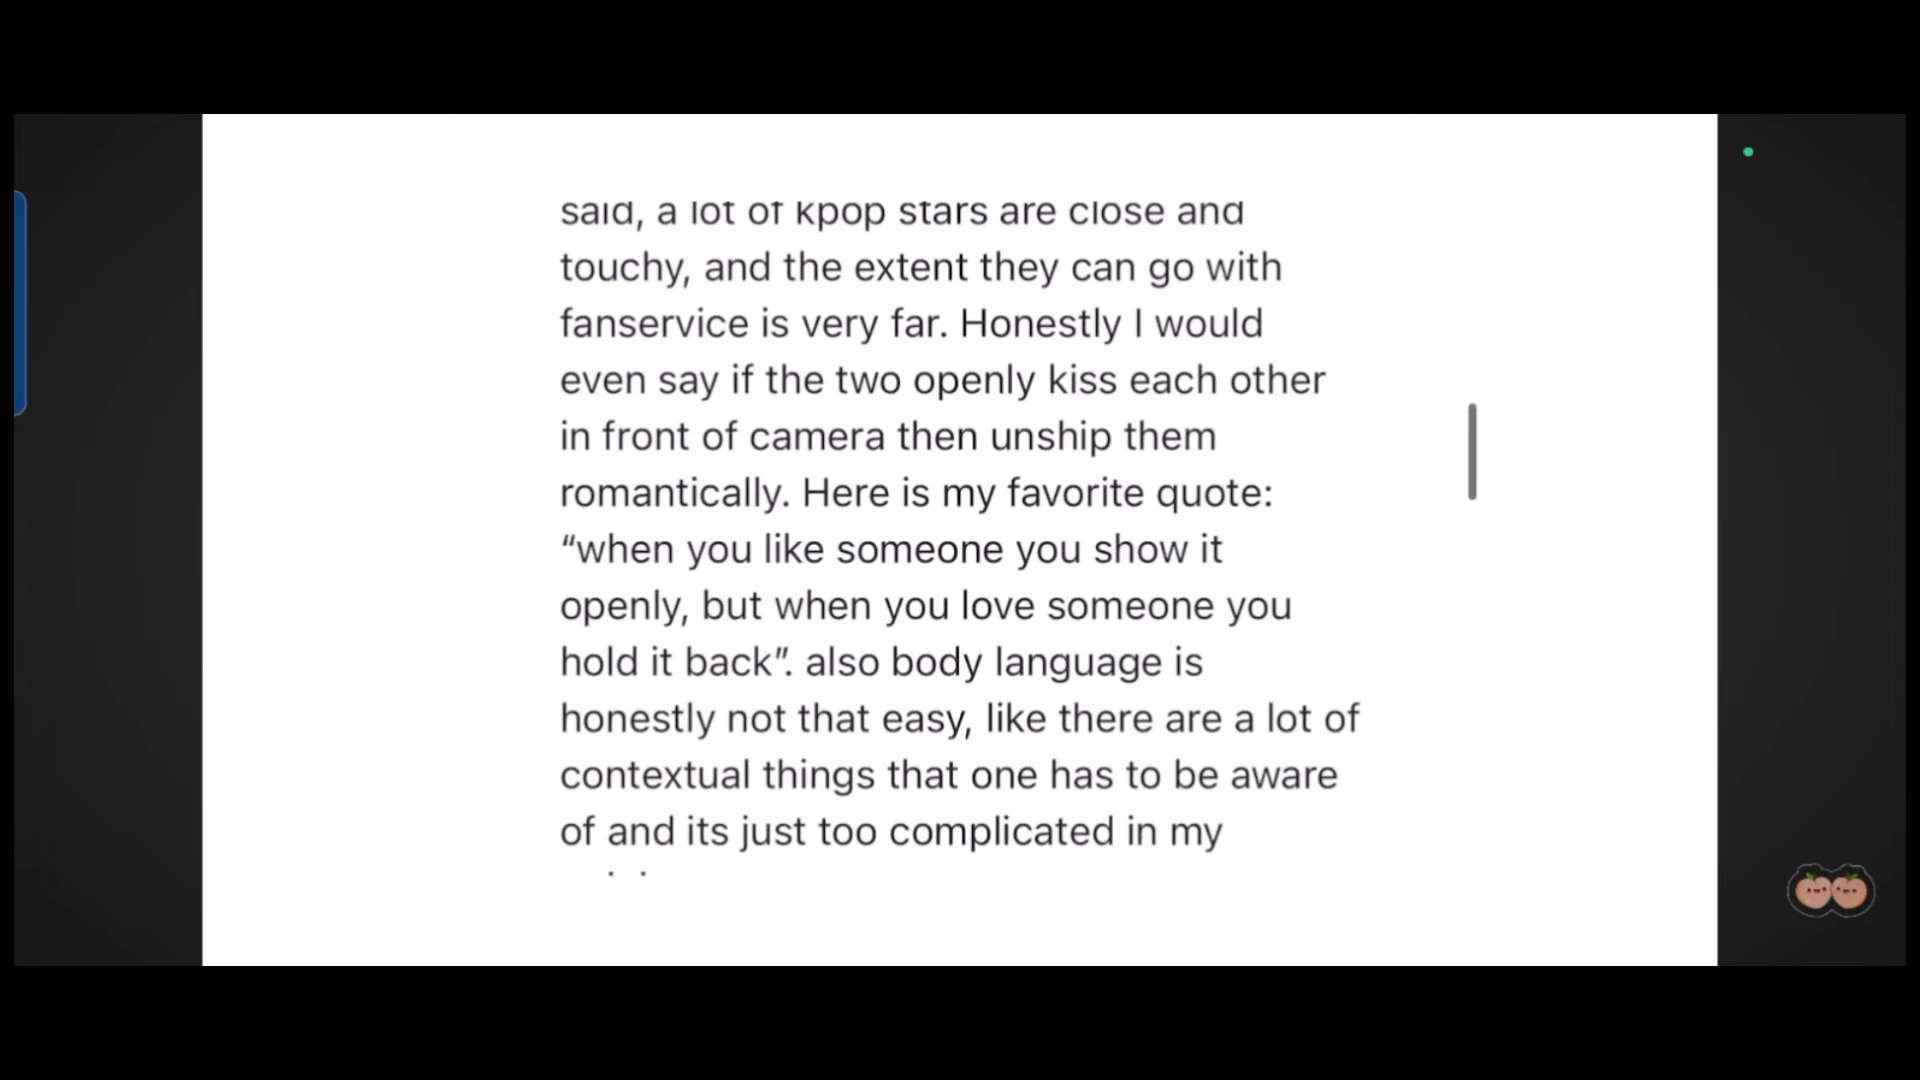 said, a lot of kpop stars are close and
touchy, and the extent they can go with
fanservice is very far. Honestly I would
even say if the two openly kiss each other
in front of camera then unship them
romantically. Here is my favorite quote:
“when you like someone you show it
openly, but when you love someone you
hold it back”. also body language is
honestly not that easy, like there are a lot of
contextual things that one has to be aware
of and its just too complicated in my